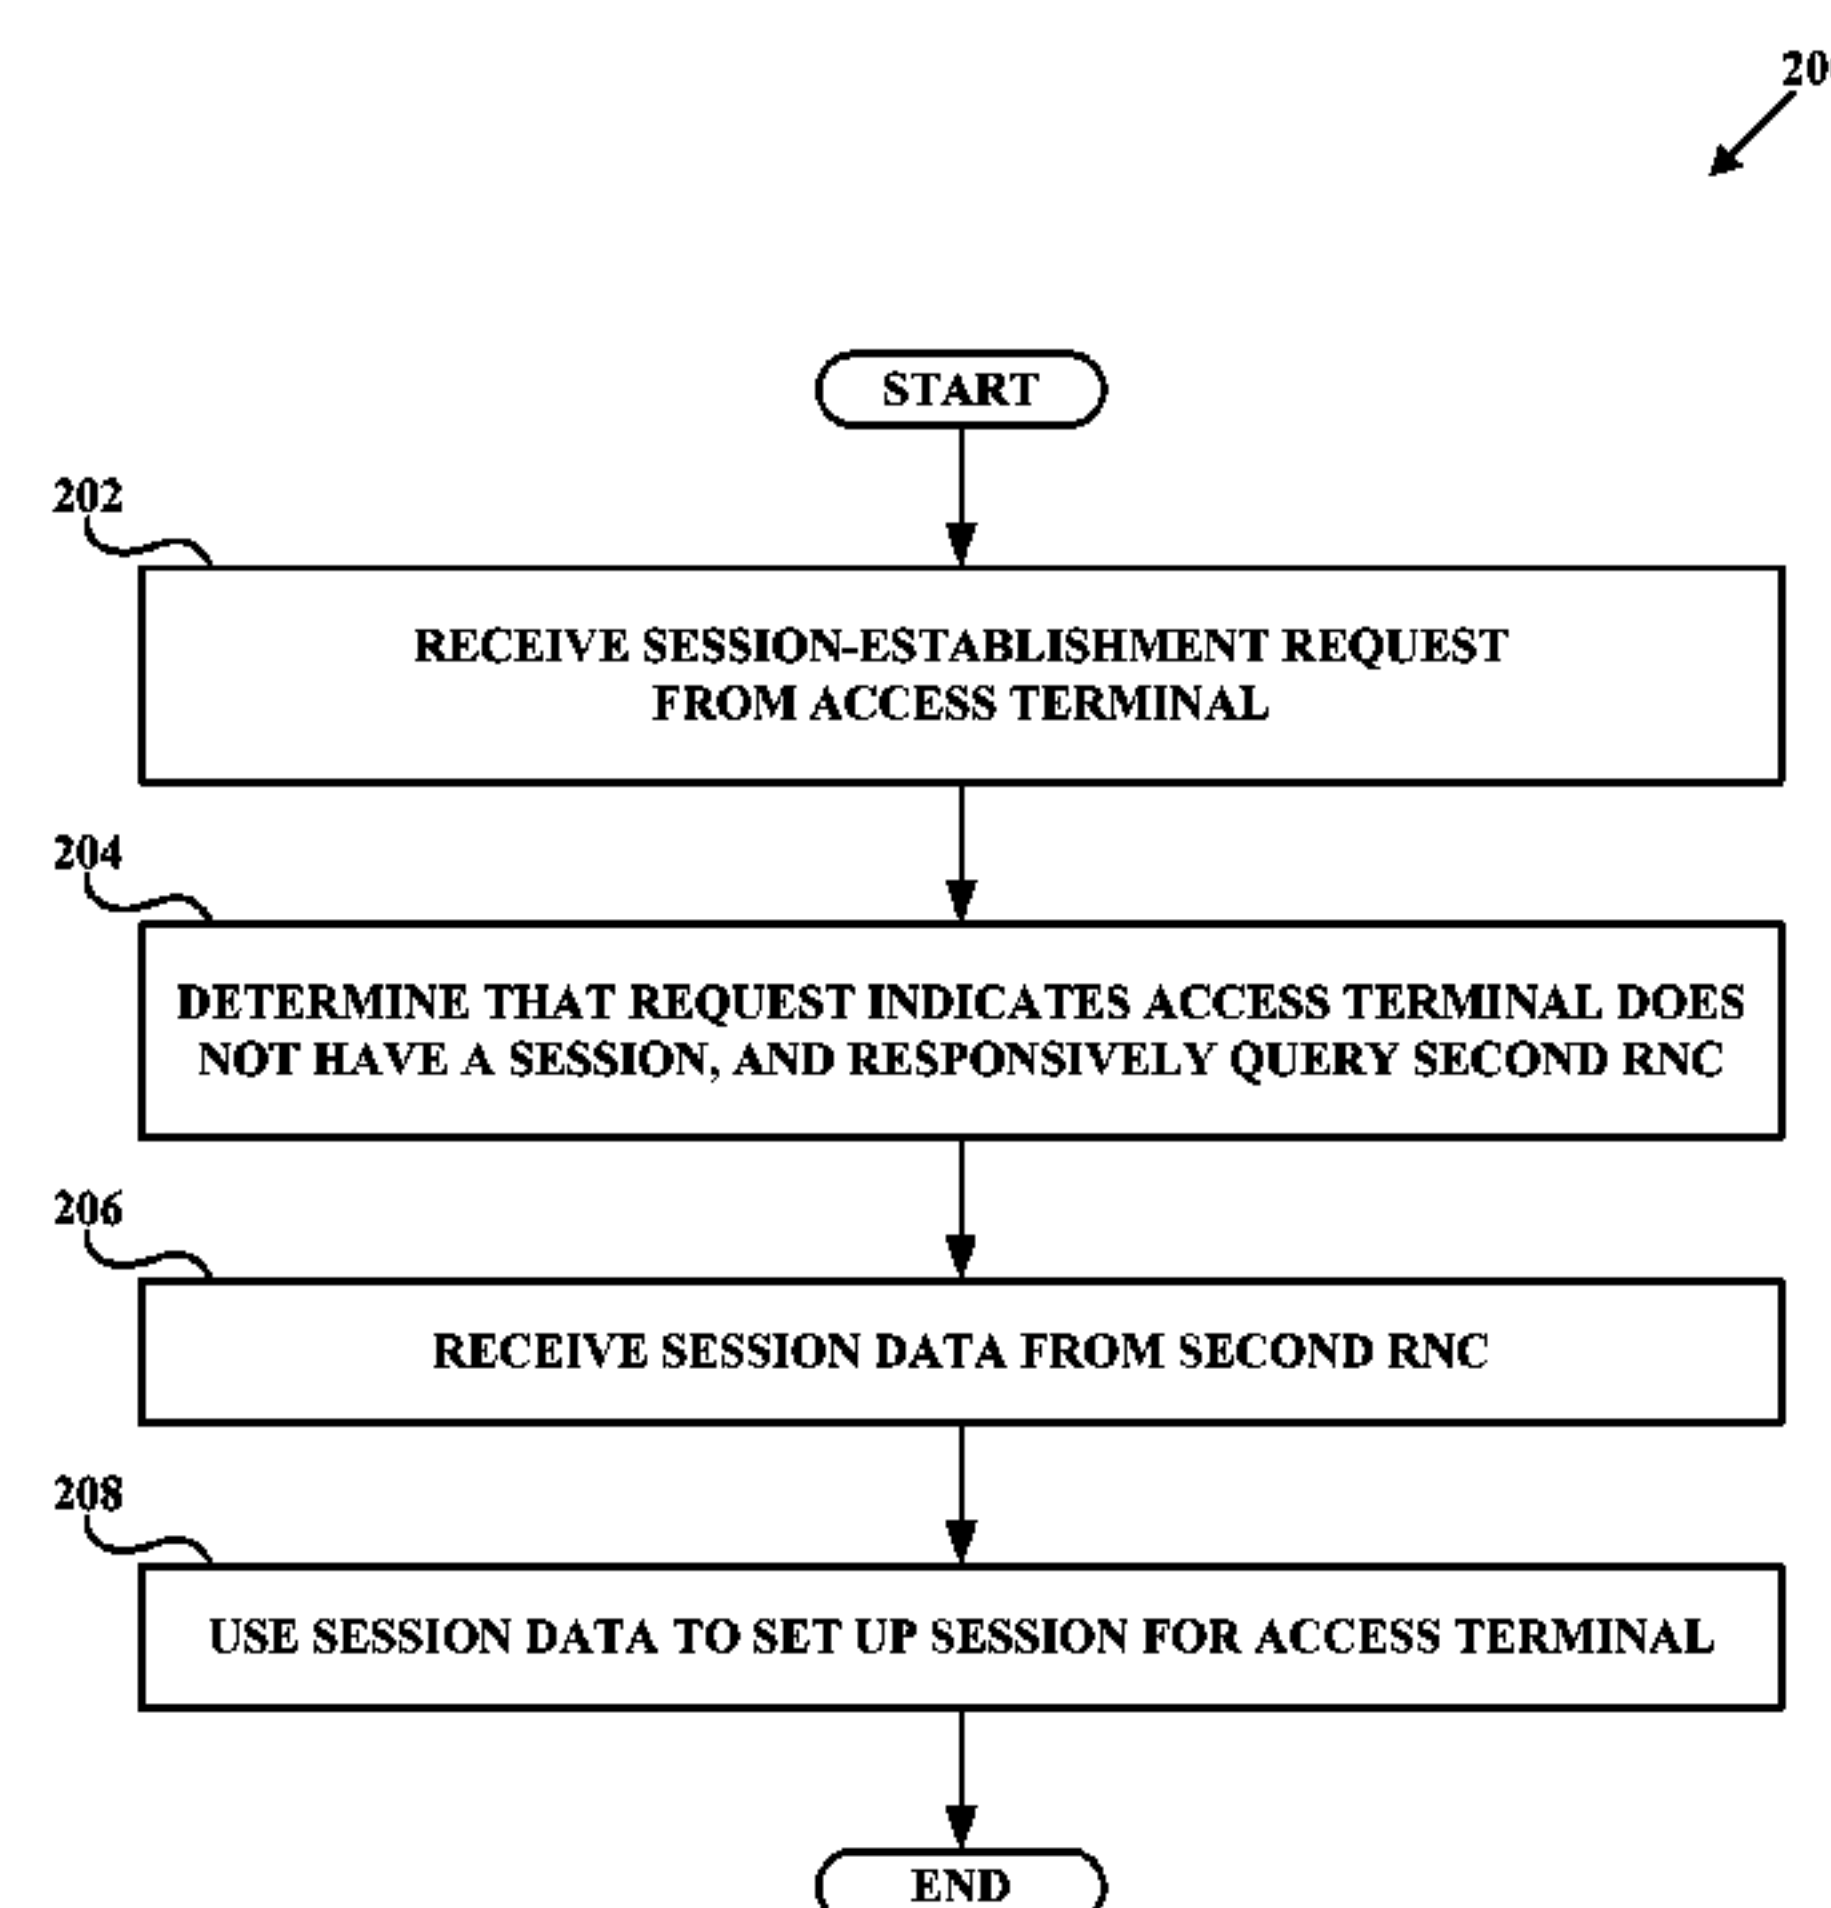 20
START
202
RECEIVE SESSION-ESTABLISHMENT REQUEST
FROM ACCESS TERMINAL
204
DETERMINE THAT REQUEST INDICATES ACCESS TERMINAL DOES
NOT HAVE A SESSION, AND RESPONSIVELY QUERY SECOND RNC
206
RECEIVE SESSION DATA FROM SECOND RNC
208
USE SESSION DATA TO SET UP SESSION FOR ACCESS TERMINAL
END